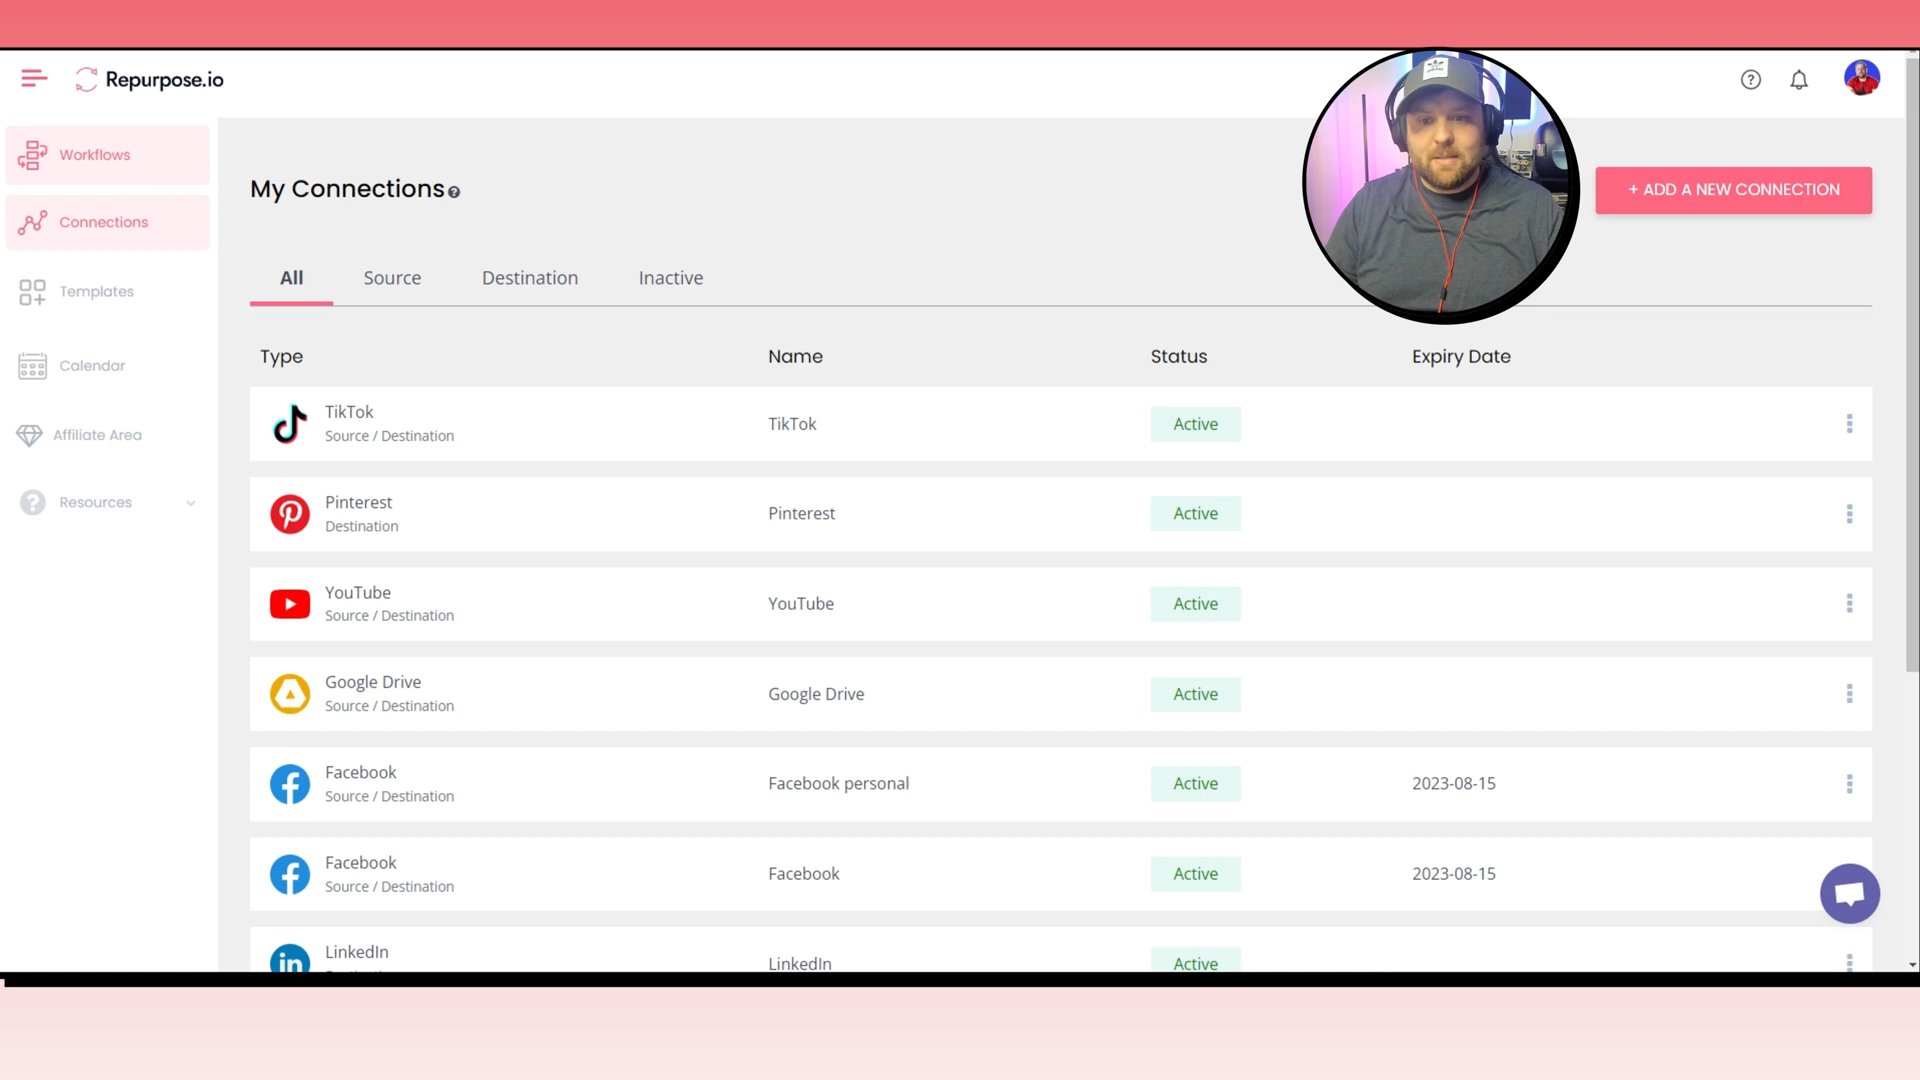 Repurpose.io
Workflows
Connections
Templates
Calendar
Affiliate Area
Resources
My Connections
+ ADD A NEW CONNECTION
All Source Destination Inactive
Type Name Status Expiry Date
TikTok
Source / Destination
TikTok Active
Pinterest
Destination
Pinterest Active
YouTube
Source / Destination
YouTube Active
Google Drive
Source / Destination
Google Drive Active
Facebook
Source / Destination
Facebook personal Active 2023-08-15
Facebook
Source / Destination
Facebook Active 2023-08-15
in
LinkedIn
LinkedIn Active